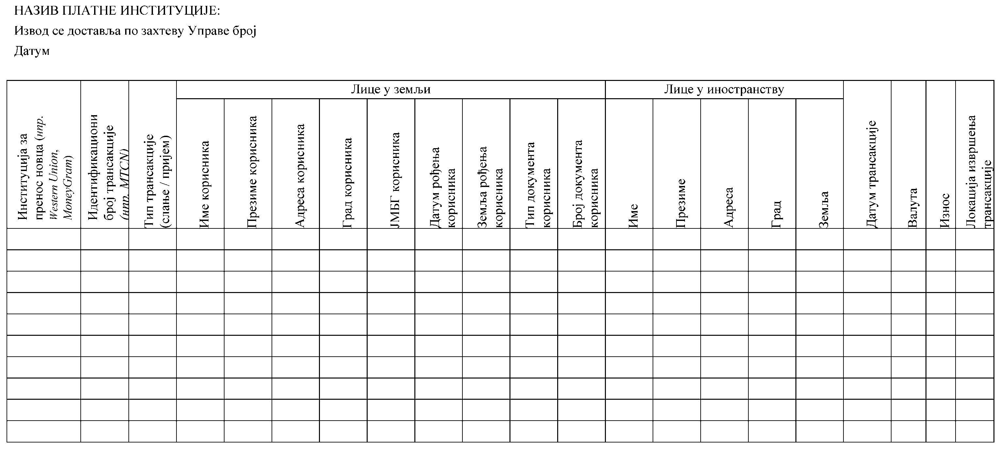 НАЗИВ ПЛАТНЕ ИНСТИТУЦИЈЕ:
Извод се доставља по захтеву Управе број
Датум
Лице у земљи
Лице у иностранству
Институција за
пренос новца (нпр.
Western Union,
MoneyGram)
Идентификациони
број трансакције
(нпр. MTCN)
Тип трансакције
(слање / пријем)
Име корисника
Презиме корисника
Адреса корисника
Град корисника
ЈМБГ корисника
Датум рођења
корисника
Земља рођења
корисника
Тип документа
корисника
Број документа
корисника
Име
Презиме
Адреса
Град
Земља
Датум трансакције
Валута
Износ
Локација извршења
трансакције